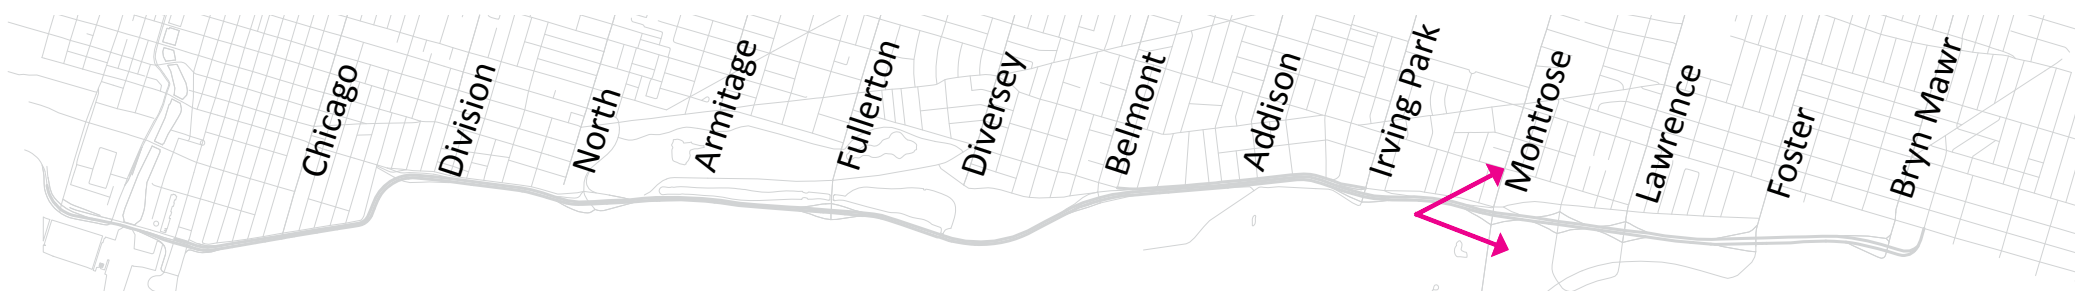 Chicago
Division
North
Armitage
Fullerton
Diversey
Belmont
Addison
Irving Park
Montrose
Lawrence
Foster
Bryn Mawr